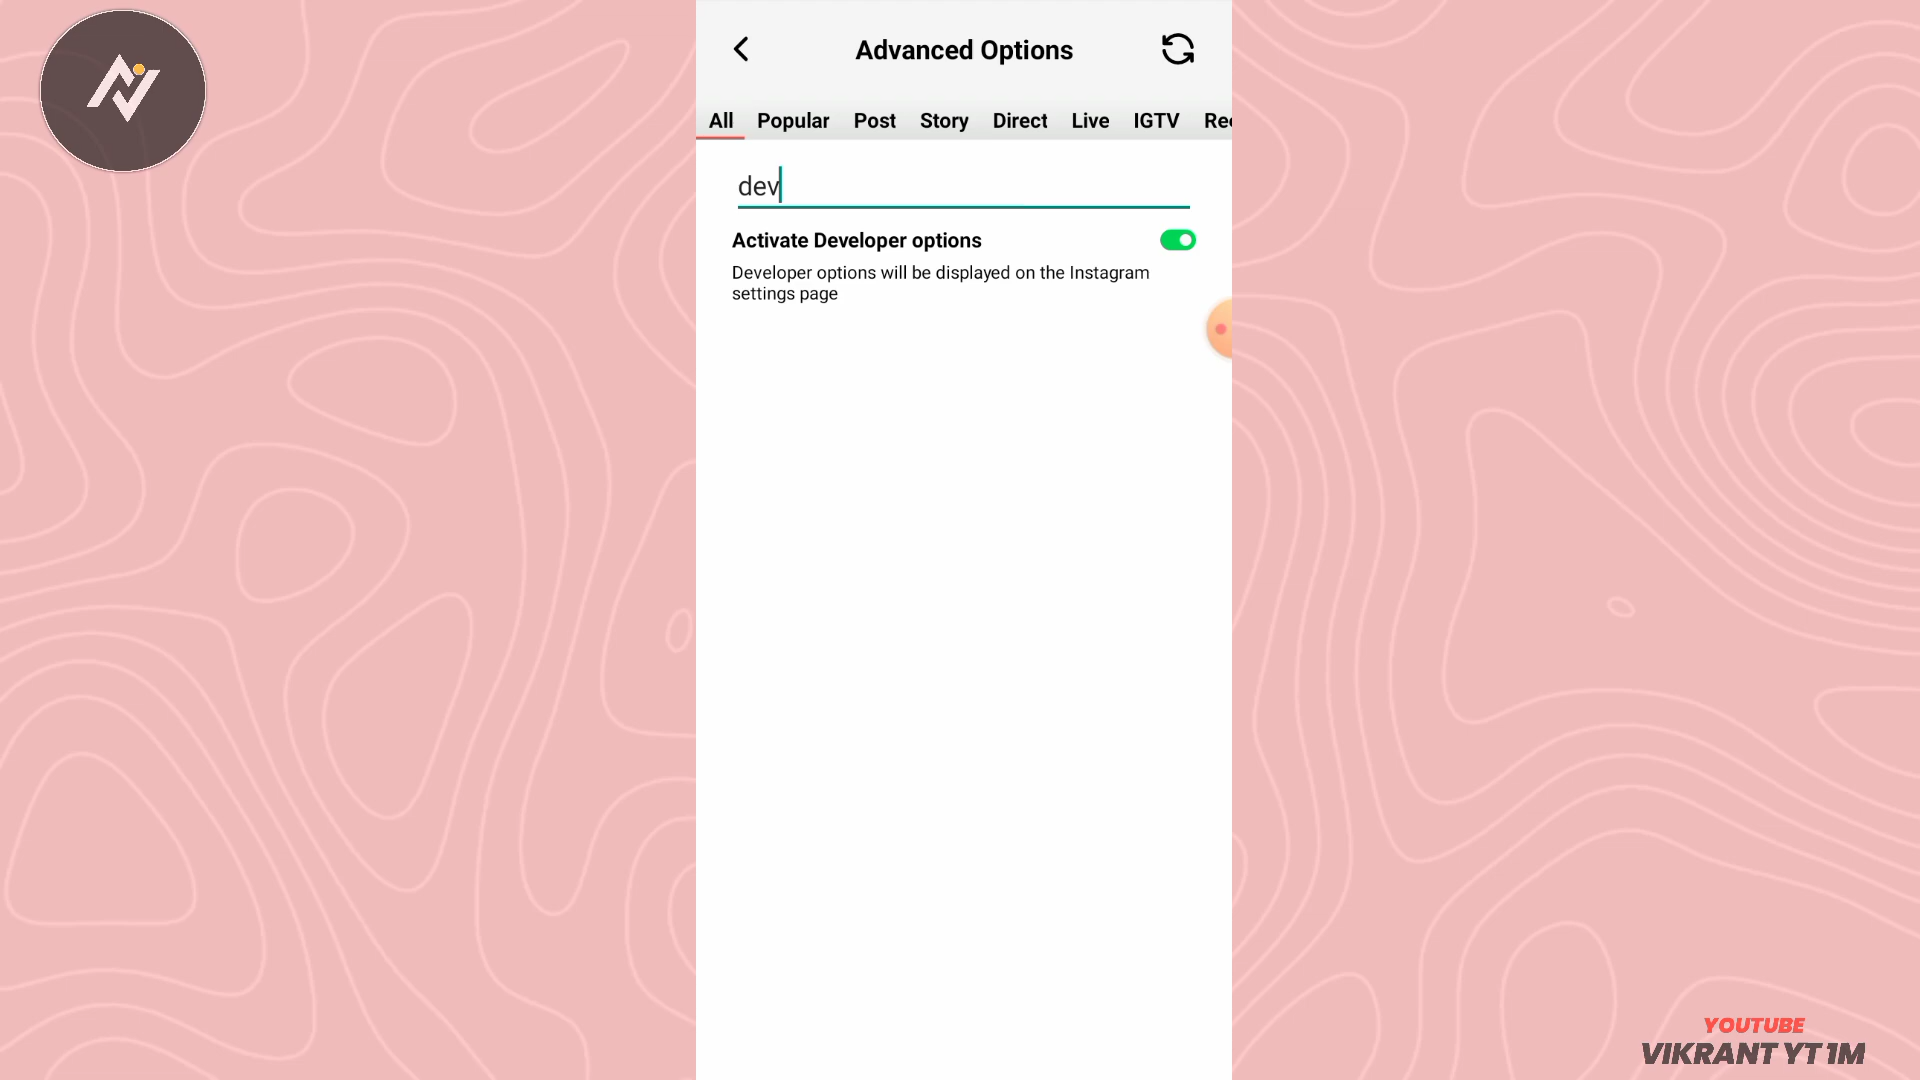 Advanced Options
All Popular Post Story Direct Live IGTV
dev
Activate Developer options
Developer options will be displayed on the Instagram
settings page
YOUTUBE
VIKRANT YT 1M